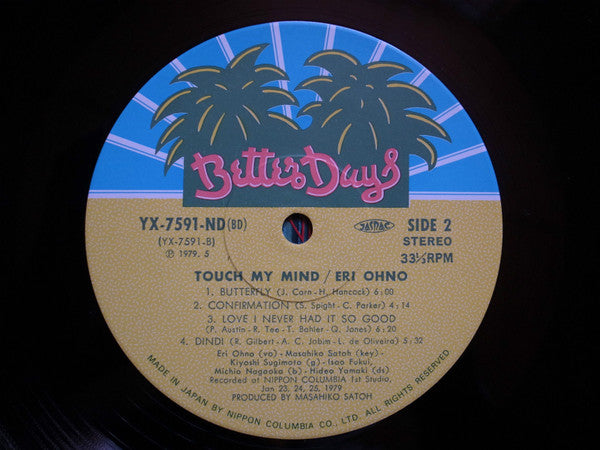 Better Days
YX-7591-ND(BD)
(YX-7591-B)
Ⓟ 1979. 5
JASRAC
SIDE 2
STEREO
33⅓RPM
TOUCH MY MIND / ERI OHNO
1. BUTTERFLY (J. Carn - H. Hancock) 6:00
2. CONFIRMATION (S. Spight - C. Parker) 4:14
3. LOVE I NEVER HAD IT SO GOOD
(P. Austin - R. Tee - T. Bahler - Q. Jones) 6:20
4. DINDI (R. Gilbert - A. C. Jobim - L. de Oliveira) 5:32
Eri Ohno (vo) - Masahiko Satoh (key) -
Kiyoshi Sugimoto (g) - Isao Fukui,
Michio Nagaoka (b) - Hideo Yamaki (ds)
Recorded at NIPPON COLUMBIA 1st Studio,
Jan 23, 24, 25, 1979
PRODUCED BY MASAHIKO SATOH
MADE IN JAPAN BY NIPPON COLUMBIA CO., LTD. ALL RIGHTS RESERVED